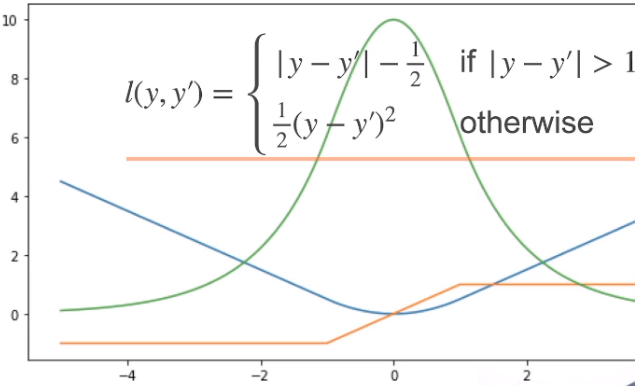 10
l(y, y′) = { |y − y′| − 1/2 if |y − y′| > 1
1/2(y − y′)² otherwise
8
6
4
2
0
−4 −2 0 2